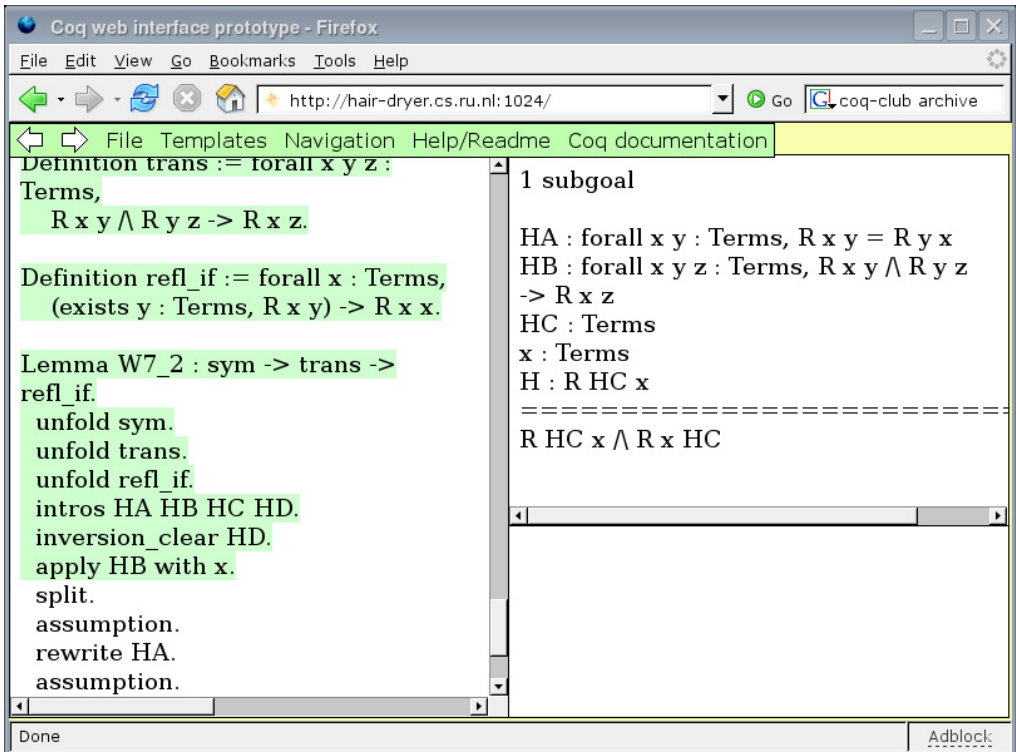 Coq web interface prototype - Firefox
File Edit View Go Bookmarks Tools Help
http://hair-dryer.cs.ru.nl:1024/ Go G coq-club archive
File Templates Navigation Help/Readme Coq documentation
Definition trans := forall x y z :
Terms,
R x y /\ R y z -> R x z.
Definition refl_if := forall x : Terms,
(exists y : Terms, R x y) -> R x x.
Lemma W7_2 : sym -> trans ->
refl_if.
unfold sym.
unfold trans.
unfold refl_if.
intros HA HB HC HD.
inversion_clear HD.
apply HB with x.
split.
assumption.
rewrite HA.
assumption.
1 subgoal
HA : forall x y : Terms, R x y = R y x
HB : forall x y z : Terms, R x y /\ R y z
-> R x z
HC : Terms
x : Terms
H : R HC x
===========================
R HC x /\ R x HC
Done
Adblock